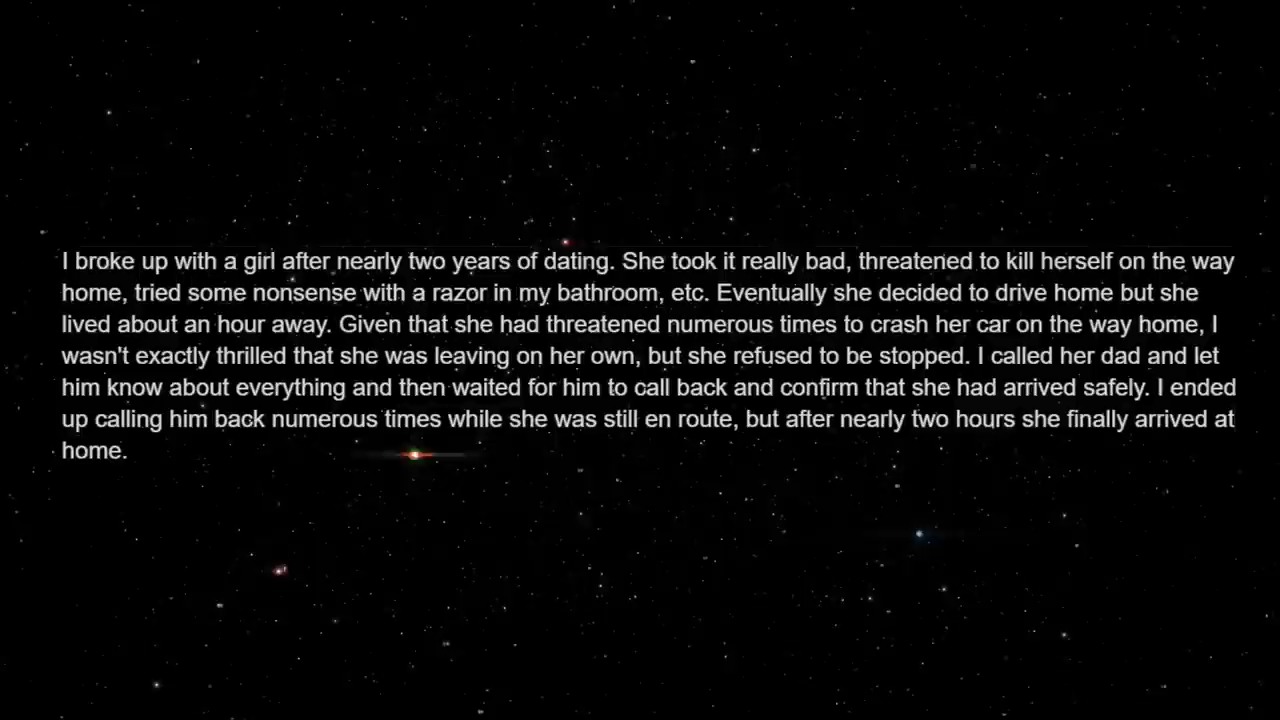 I broke up with a girl after nearly two years of dating. She took it really bad, threatened to kill herself on the way
home, tried some nonsense with a razor in my bathroom, etc. Eventually she decided to drive home but she
lived about an hour away. Given that she had threatened numerous times to crash her car on the way home, I
wasn't exactly thrilled that she was leaving on her own, but she refused to be stopped. I called her dad and let
him know about everything and then waited for him to call back and confirm that she had arrived safely. I ended
up calling him back numerous times while she was still en route, but after nearly two hours she finally arrived at
home.